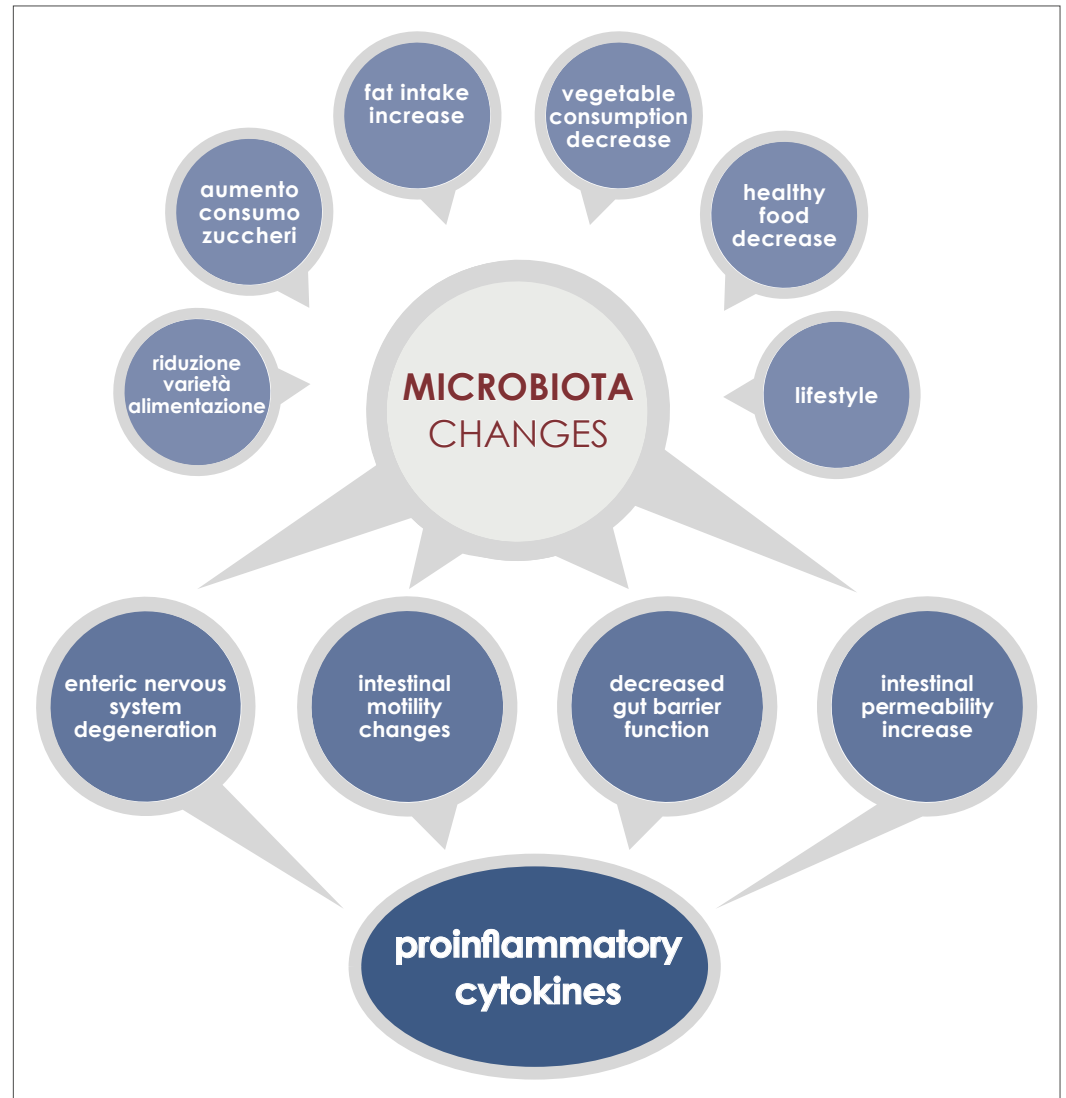 fat intake
increase
vegetable
consumption
decrease
aumento
consumo
zuccheri
healthy
food
decrease
riduzione
varietà
alimentazione
lifestyle
MICROBIOTA
CHANGES
enteric nervous
system
degeneration
intestinal
motility
changes
decreased
gut barrier
function
intestinal
permeability
increase
proinflammatory
cytokines